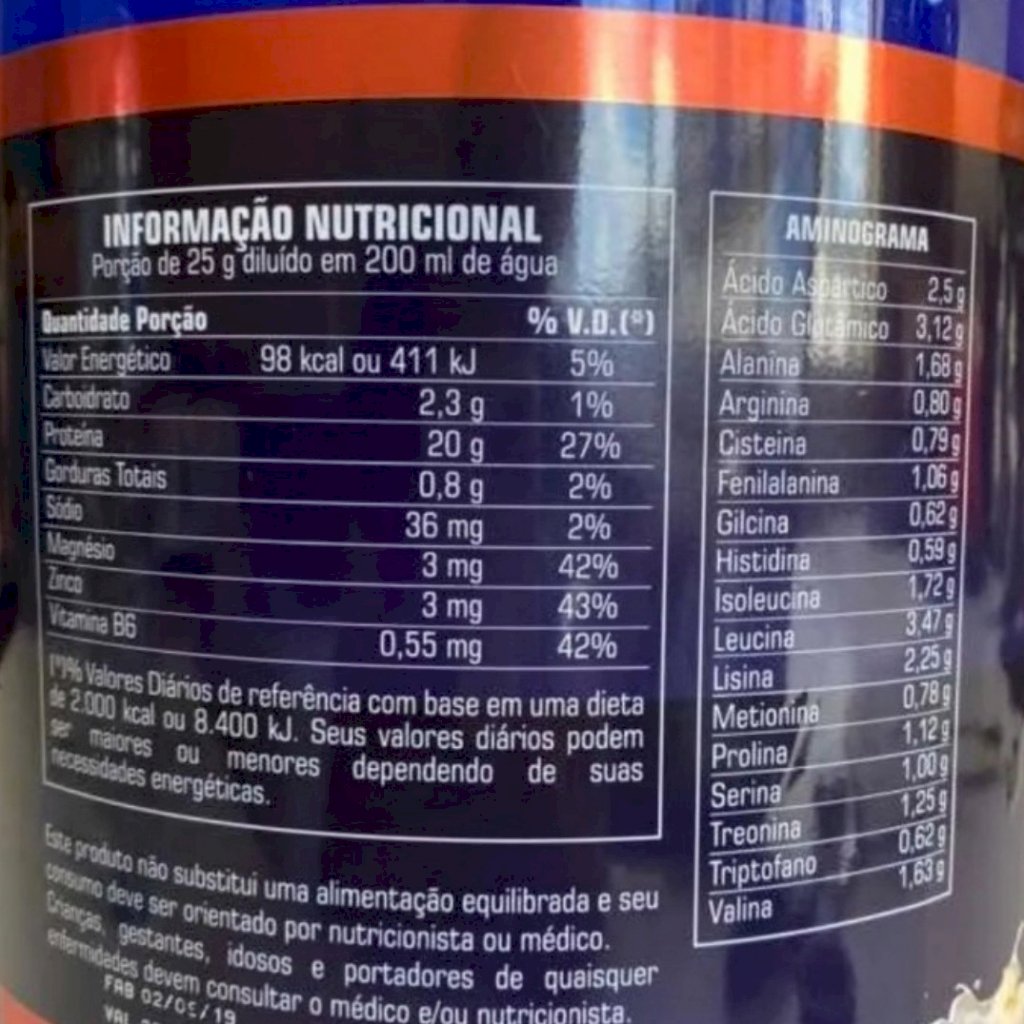 INFORMAÇÃO NUTRICIONAL
Porção de 25 g diluído em 200 ml de água
Quantidade Porção % V.D.(*)
Valor Energético 98 kcal ou 411 kJ 5%
Carboidrato 2,3 g 1%
Proteína 20 g 27%
Gorduras Totais 0,8 g 2%
Sódio 36 mg 2%
Magnésio 3 mg 42%
Zinco 3 mg 43%
Vitamina B6 0,55 mg 42%
(*)% Valores Diários de referência com base em uma dieta
de 2.000 kcal ou 8.400 kJ. Seus valores diários podem
ser maiores ou menores dependendo de suas
necessidades energéticas.
Este produto não substitui uma alimentação equilibrada e seu
consumo deve ser orientado por nutricionista ou médico.
Crianças, gestantes, idosos e portadores de quaisquer
enfermidades devem consultar o médico e/ou nutricionista.
FAB 02/05/19
VAL
AMINOGRAMA
Ácido Aspártico 2,5 g
Ácido Glutâmico 3,12 g
Alanina 1,68 g
Arginina 0,80 g
Cisteina 0,79 g
Fenilalanina 1,06 g
Gilcina 0,62 g
Histidina 0,59 g
Isoleucina 1,72 g
Leucina 3,47 g
Lisina 2,25 g
Metionina 0,78 g
Prolina 1,12 g
Serina 1,00 g
Treonina 1,25 g
Triptofano 0,62 g
Valina 1,63 g